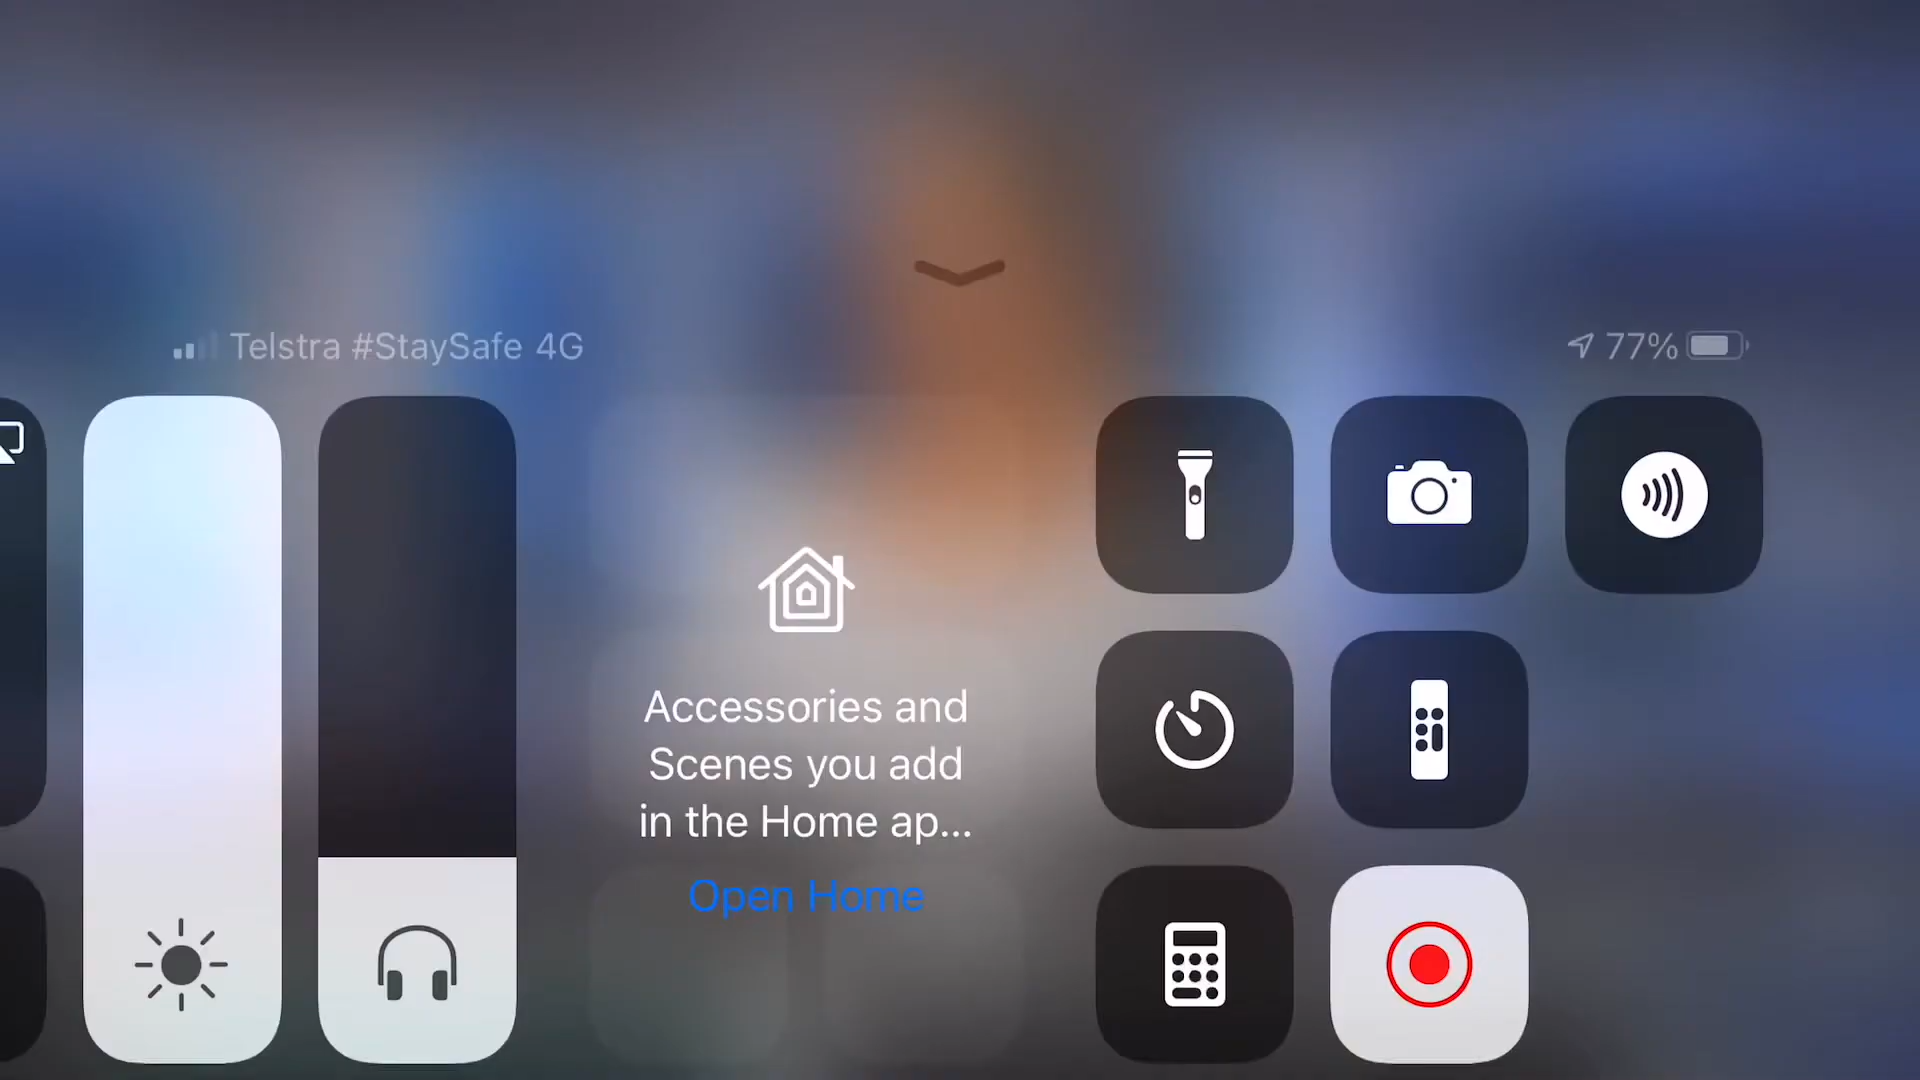 Telstra #StaySafe 4G
77%
Accessories and
Scenes you add
in the Home ap...
Open Home